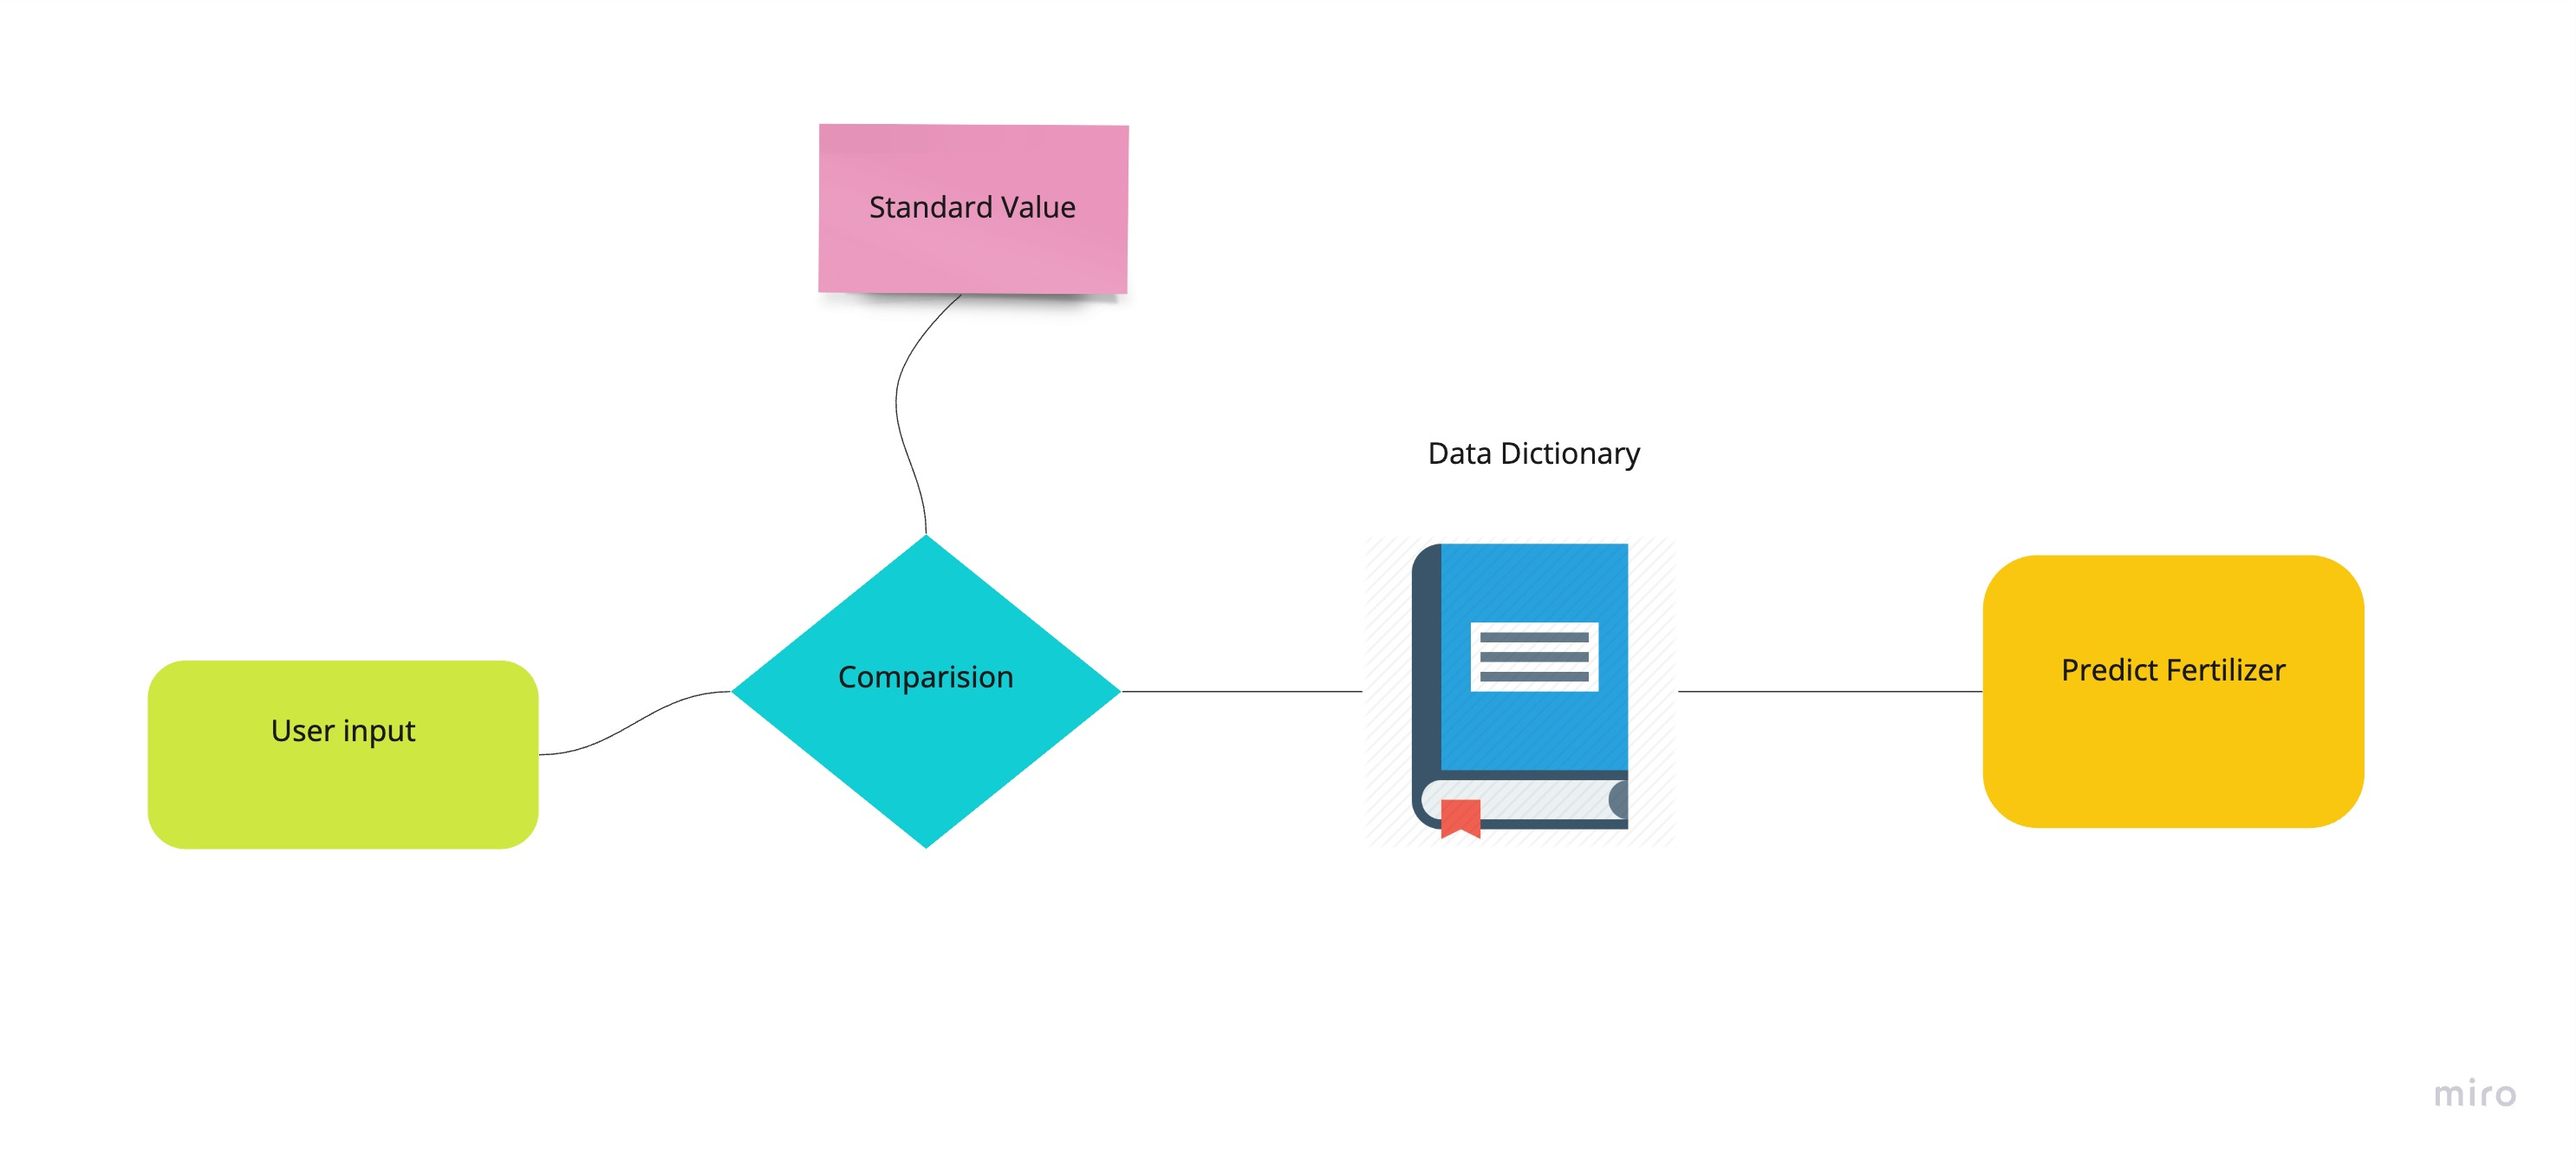 Standard Value
Data Dictionary
User input
Comparision
Predict Fertilizer
miro